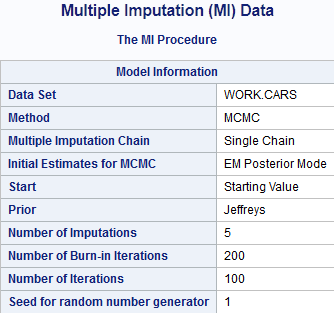 Multiple Imputation (MI) Data
The MI Procedure
Model Information
Data Set WORK.CARS
Method MCMC
Multiple Imputation Chain Single Chain
Initial Estimates for MCMC EM Posterior Mode
Start Starting Value
Prior Jeffreys
Number of Imputations 5
Number of Burn-in Iterations 200
Number of Iterations 100
Seed for random number generator 1